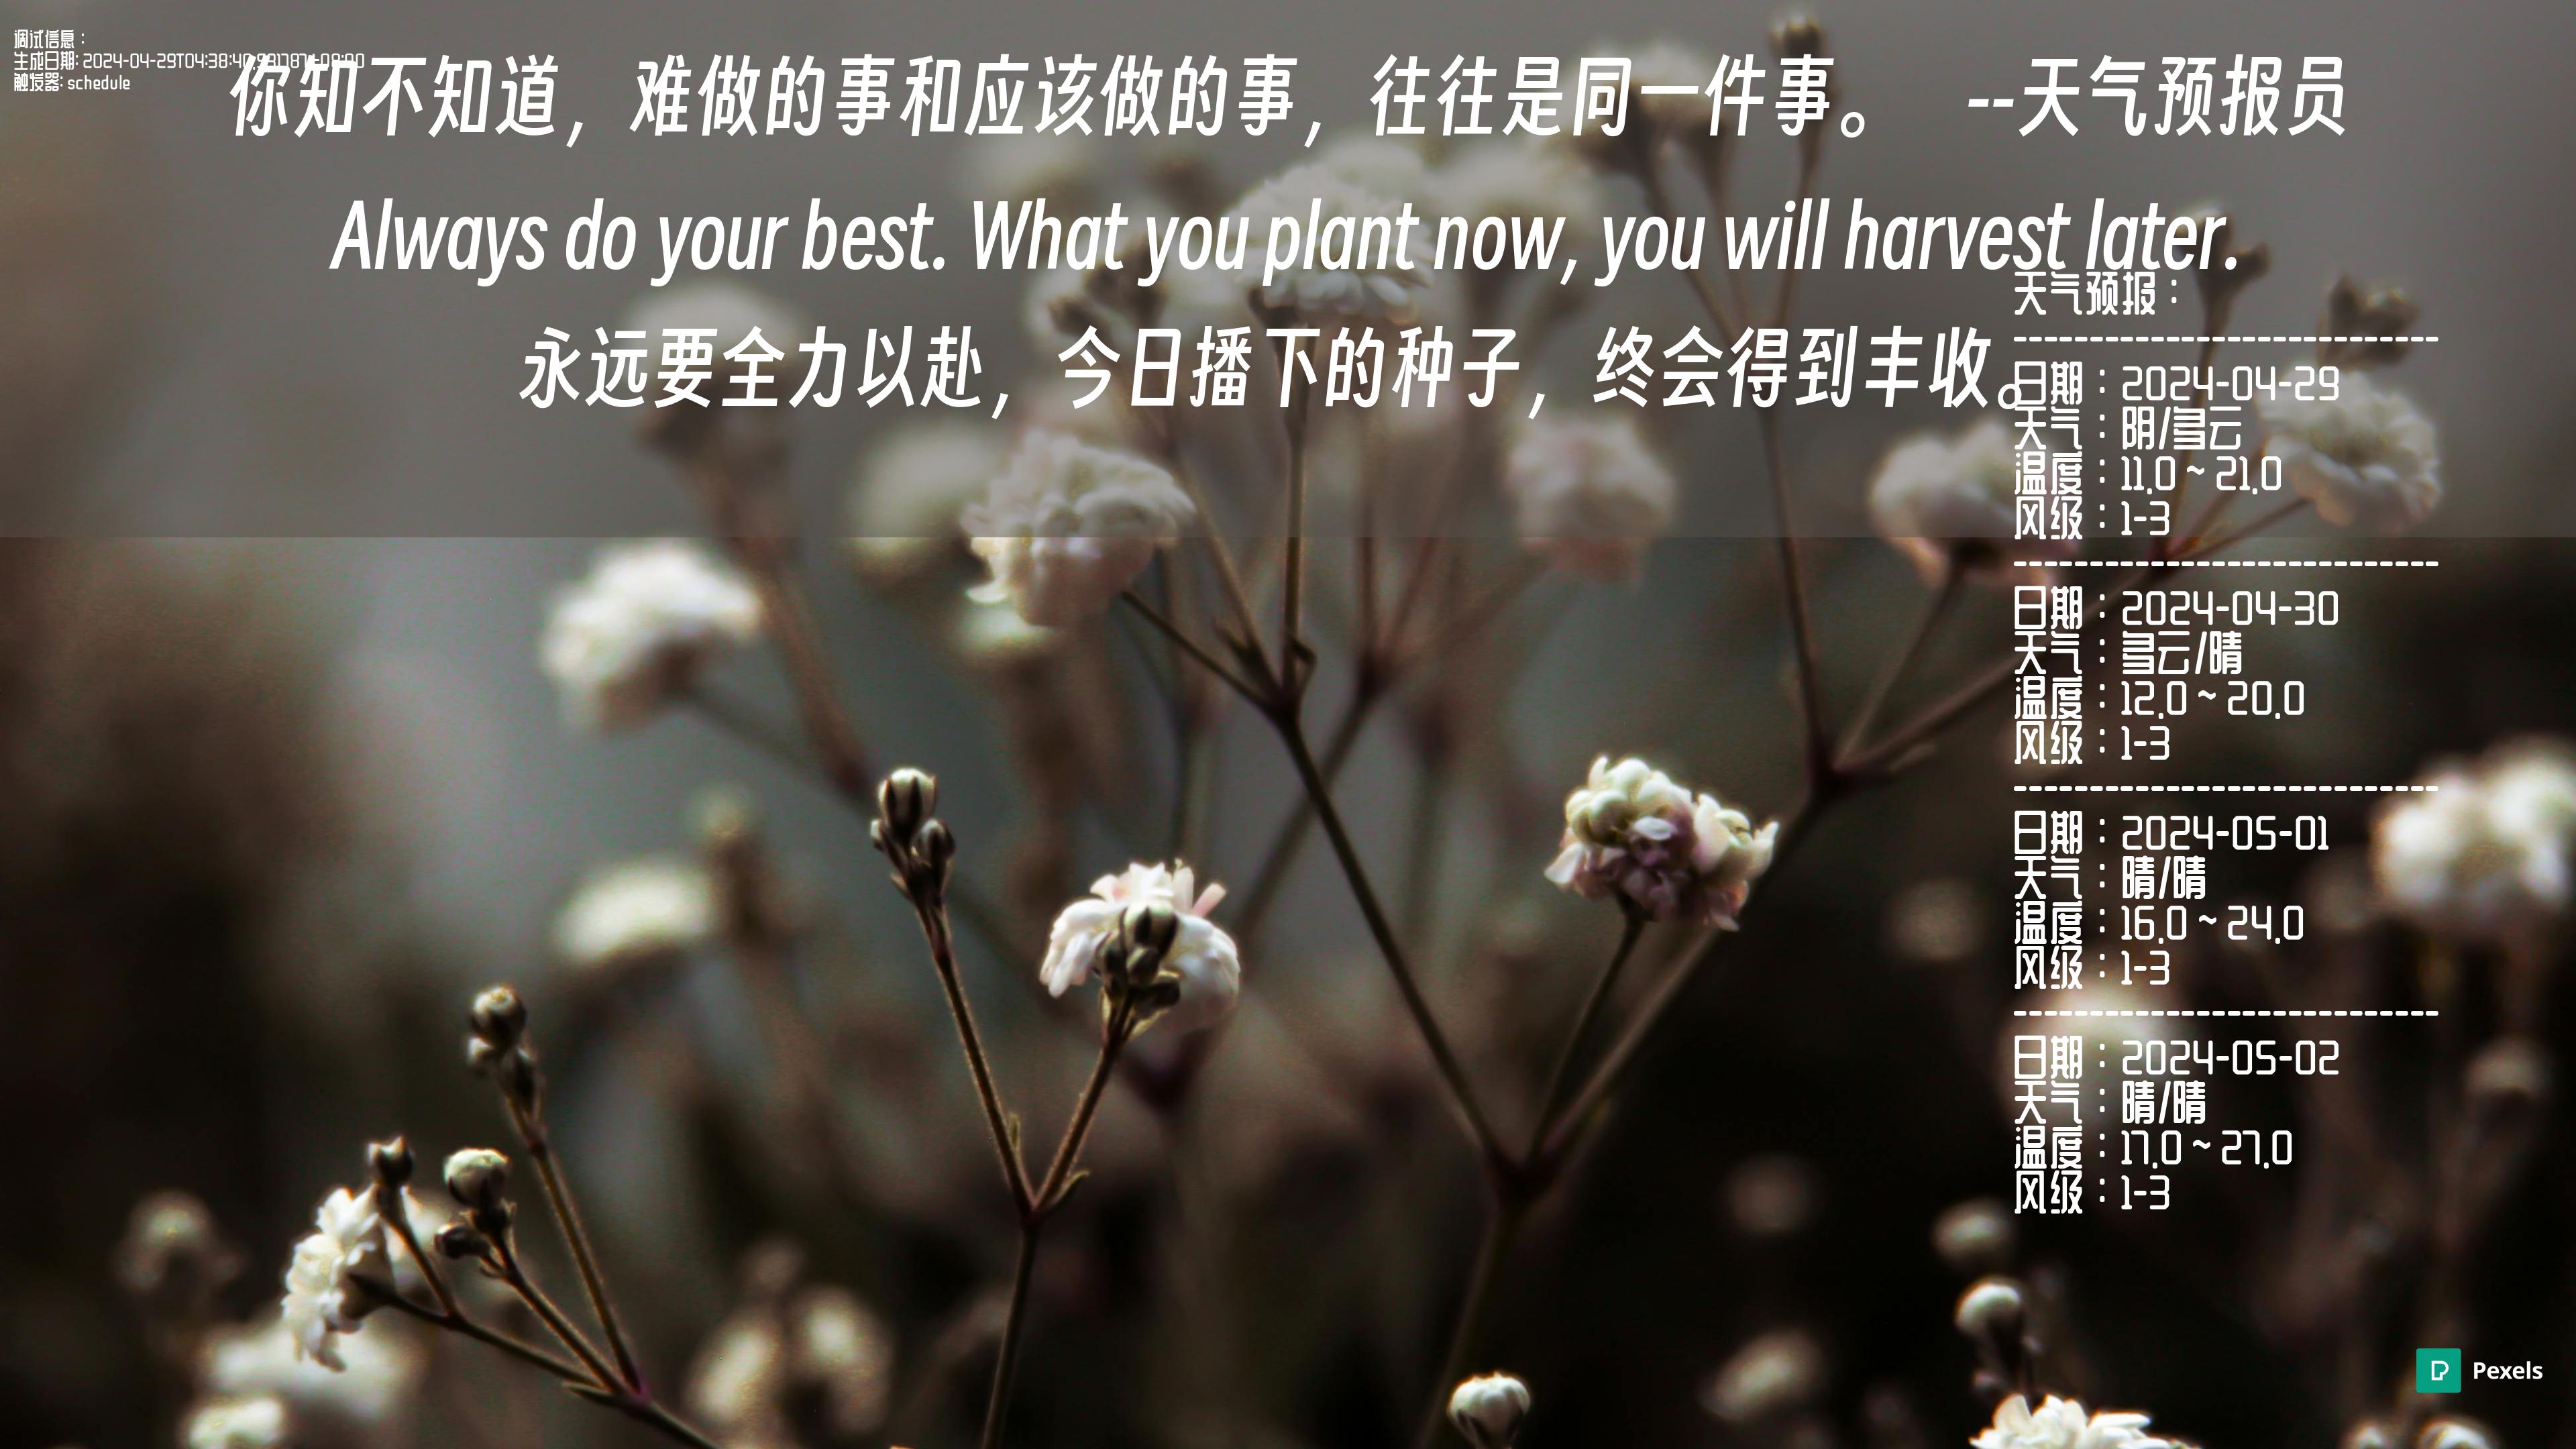 调试信息：
生成日期: 2024-04-29T04:38:40.991787+08:00
触发器: schedule
你知不知道，难做的事和应该做的事，往往是同一件事。 --天气预报员
Always do your best. What you plant now, you will harvest later.
永远要全力以赴，今日播下的种子，终会得到丰收。
天气预报：
------------------------------
日期：2024-04-29
天气：阴/多云
温度：11.0 ~ 21.0
风级：1-3
------------------------------
日期：2024-04-30
天气：多云/晴
温度：12.0 ~ 20.0
风级：1-3
------------------------------
日期：2024-05-01
天气：晴/晴
温度：16.0 ~ 24.0
风级：1-3
------------------------------
日期：2024-05-02
天气：晴/晴
温度：17.0 ~ 27.0
风级：1-3
Pexels